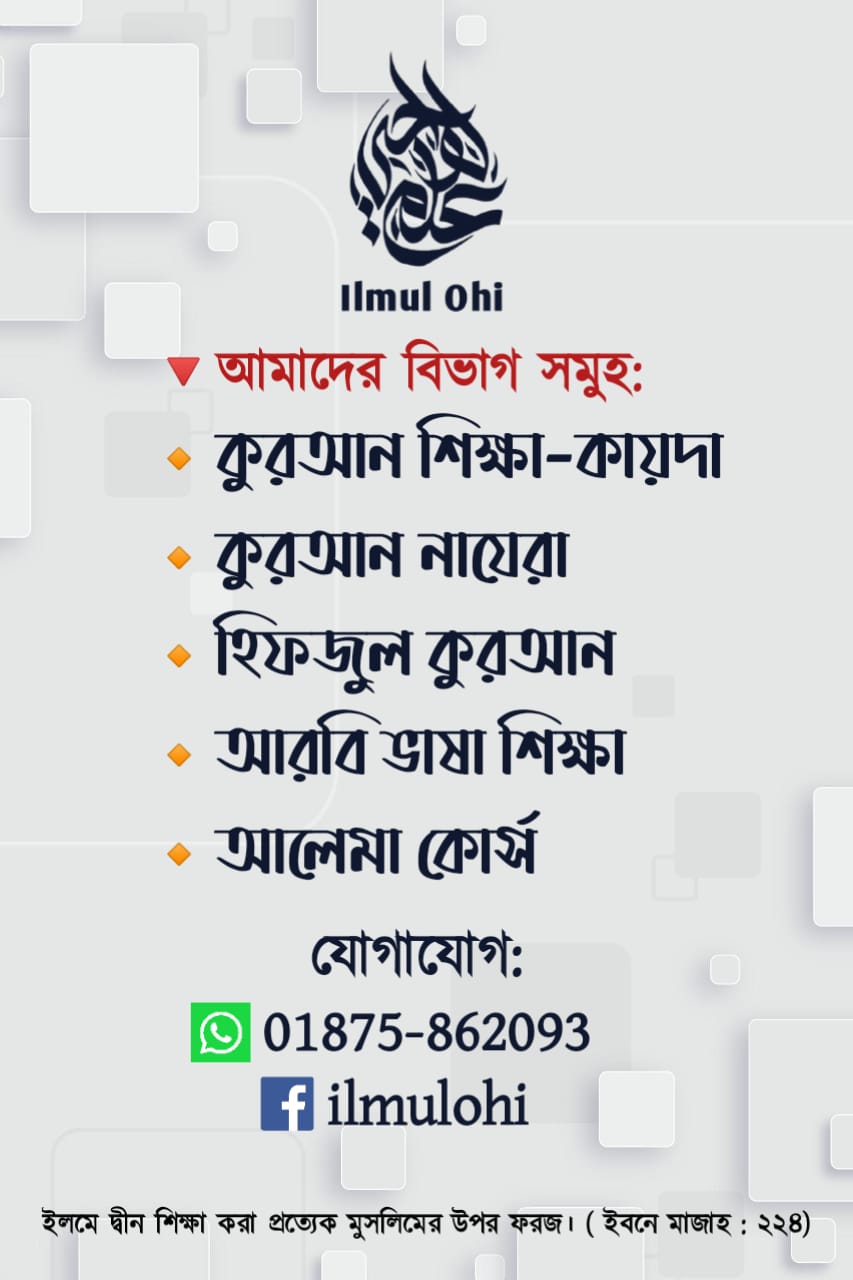 Ilmul Ohi
আমাদের বিভাগ সমুহ:
কুরআন শিক্ষা-কায়দা
কুরআন নাযেরা
হিফজুল কুরআন
আরবি ভাষা শিক্ষা
আলেমা কোর্স
যোগাযোগ:
01875-862093
ilmulohi
ইলমে দ্বীন শিক্ষা করা প্রত্যেক মুসলিমের উপর ফরজ। ( ইবনে মাজাহ : ২২৪)